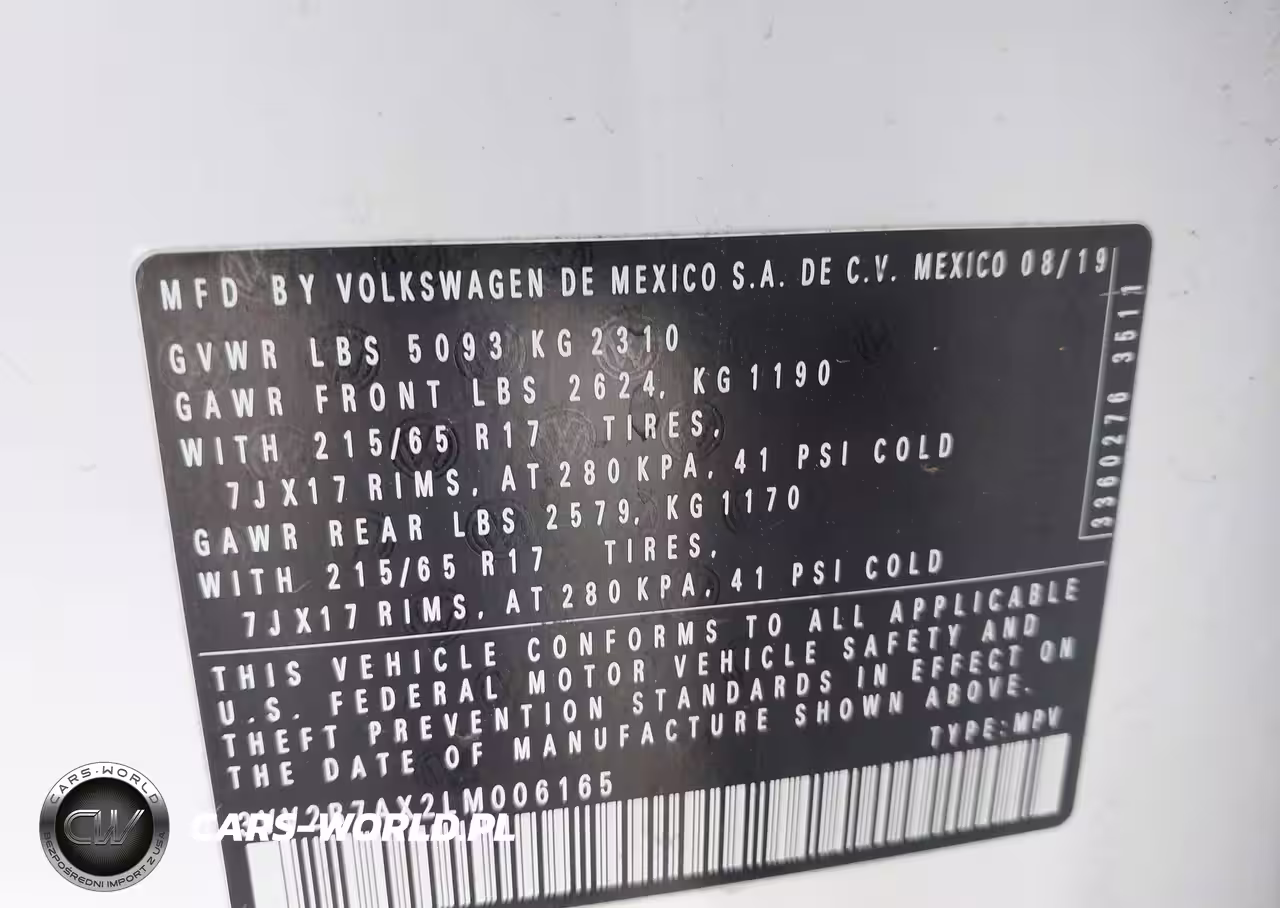 MFD BY VOLKSWAGEN DE MEXICO S.A. DE C.V. MEXICO 08/19
GVWR LBS 5093 KG 2310
GAWR FRONT LBS 2624, KG 1190
WITH 215/65 R17 TIRES,
7JX17 RIMS, AT 280 KPA, 41 PSI COLD
GAWR REAR LBS 2579, KG 1170
WITH 215/65 R17 TIRES,
7JX17 RIMS, AT 280 KPA, 41 PSI COLD
3360276 3511
THIS VEHICLE CONFORMS TO ALL APPLICABLE
U.S. FEDERAL MOTOR VEHICLE SAFETY AND
THEFT PREVENTION STANDARDS IN EFFECT ON
THE DATE OF MANUFACTURE SHOWN ABOVE.
TYPE: MPV
3VV2B7AX2LM006165
CARS-WORLD.PL
CARS-WORLD
CW
BEZPOŚREDNI IMPORT Z USA